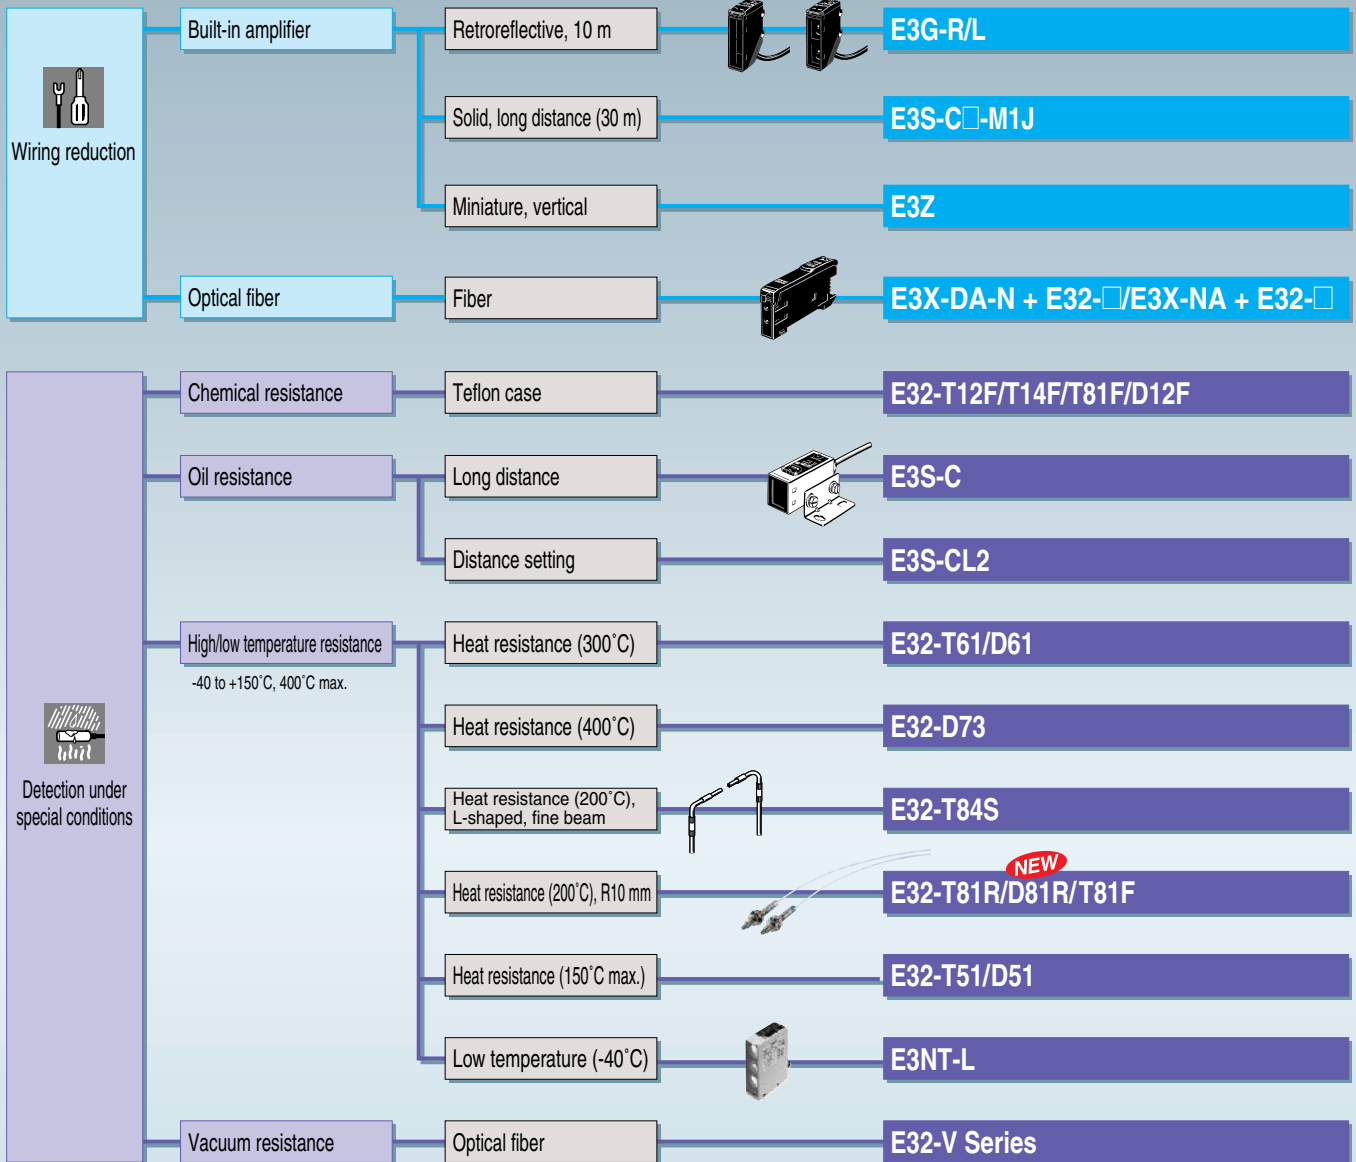 Built-in amplifier
Retroreflective, 10 m
E3G-R/L
Solid, long distance (30 m)
E3S-C□-M1J
Wiring reduction
Miniature, vertical
E3Z
Optical fiber
Fiber
E3X-DA-N + E32-□/E3X-NA + E32-□
Chemical resistance
Teflon case
E32-T12F/T14F/T81F/D12F
Oil resistance
Long distance
E3S-C
Distance setting
E3S-CL2
High/low temperature resistance
-40 to +150˚C, 400˚C max.
Heat resistance (300˚C)
E32-T61/D61
Heat resistance (400˚C)
E32-D73
Detection under
special conditions
Heat resistance (200˚C),
L-shaped, fine beam
E32-T84S
Heat resistance (200˚C), R10 mm
NEW
E32-T81R/D81R/T81F
Heat resistance (150˚C max.)
E32-T51/D51
Low temperature (-40˚C)
E3NT-L
Vacuum resistance
Optical fiber
E32-V Series